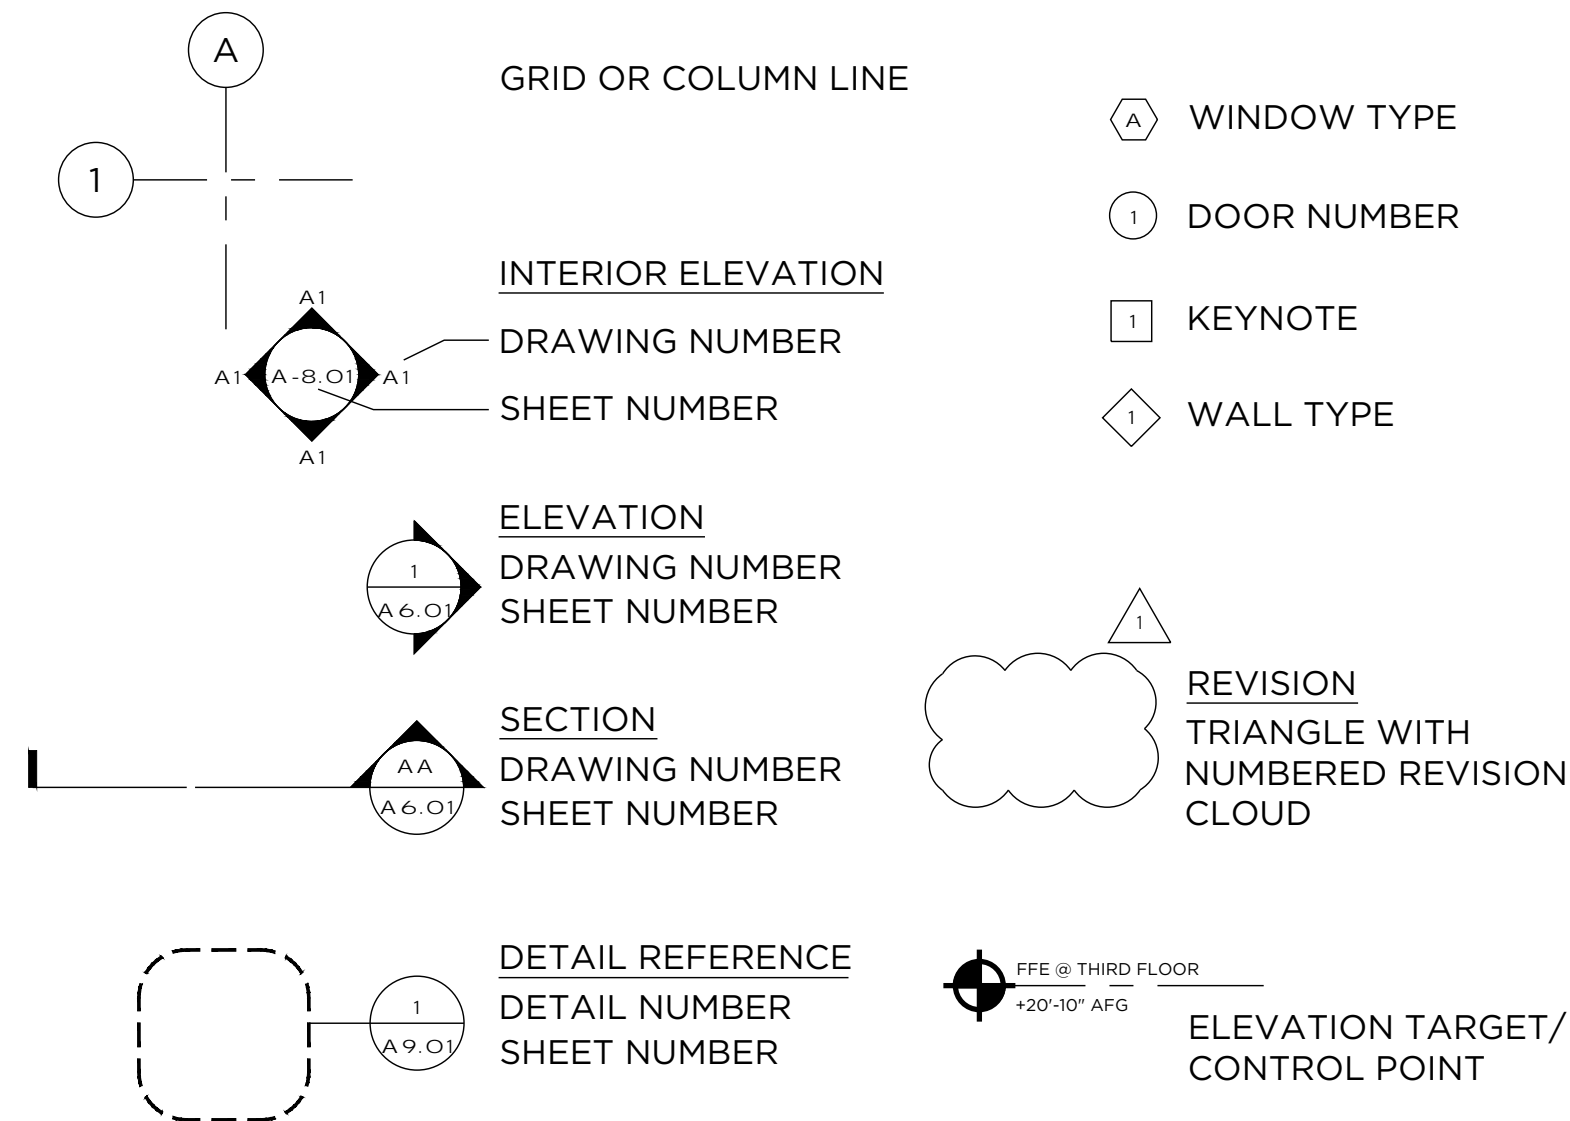 A
GRID OR COLUMN LINE
1
INTERIOR ELEVATION
A1
DRAWING NUMBER
A1 A-8.01 A1
SHEET NUMBER
A1
ELEVATION
1
DRAWING NUMBER
A6.01
SHEET NUMBER
SECTION
AA
DRAWING NUMBER
A6.01
SHEET NUMBER
DETAIL REFERENCE
1
DETAIL NUMBER
A9.01
SHEET NUMBER
A WINDOW TYPE
1 DOOR NUMBER
1 KEYNOTE
1 WALL TYPE
1
REVISION
TRIANGLE WITH
NUMBERED REVISION
CLOUD
FFE @ THIRD FLOOR
+20'-10" AFG
ELEVATION TARGET/
CONTROL POINT